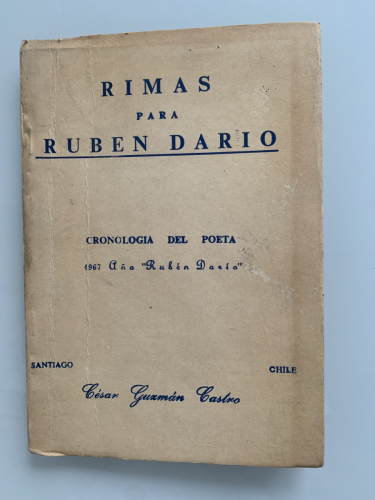 RIMAS
PARA
RUBEN DARIO
CRONOLOGIA DEL POETA
1967 Año "Rubén Darío"
SANTIAGO CHILE
César Guzmán Castro